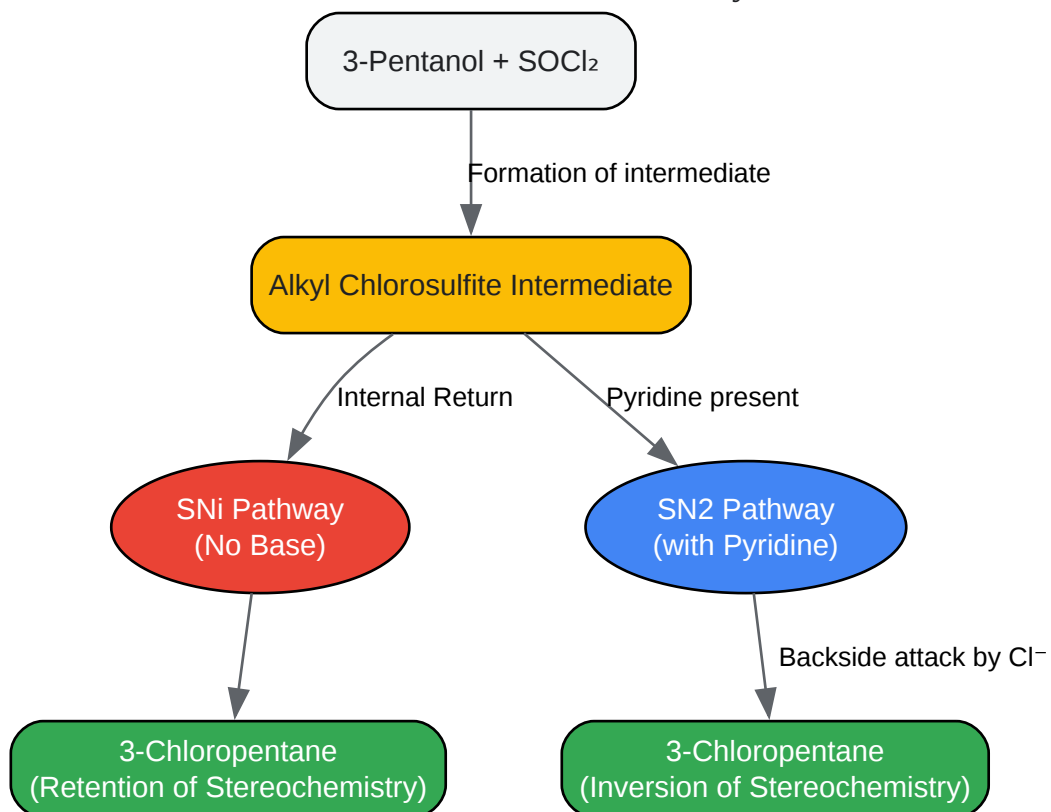 3-Pentanol + SOCl₂
Formation of intermediate
Alkyl Chlorosulfite Intermediate
Internal Return
Pyridine present
SNi Pathway
(No Base)
SN2 Pathway
(with Pyridine)
Backside attack by Cl⁻
3-Chloropentane
(Retention of Stereochemistry)
3-Chloropentane
(Inversion of Stereochemistry)